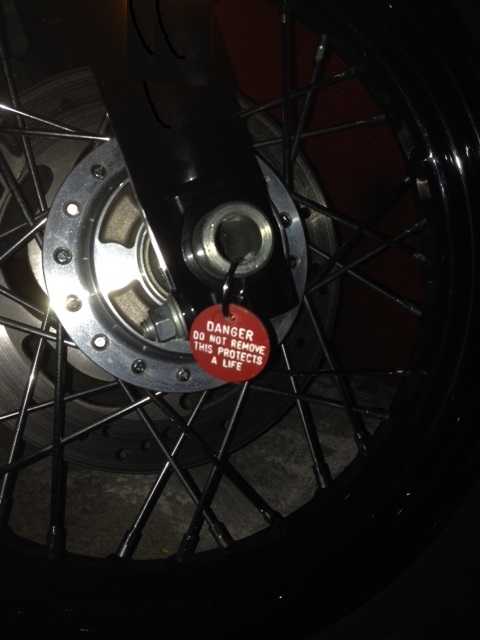 DANGER
DO NOT REMOVE
THIS PROTECTS
A LIFE